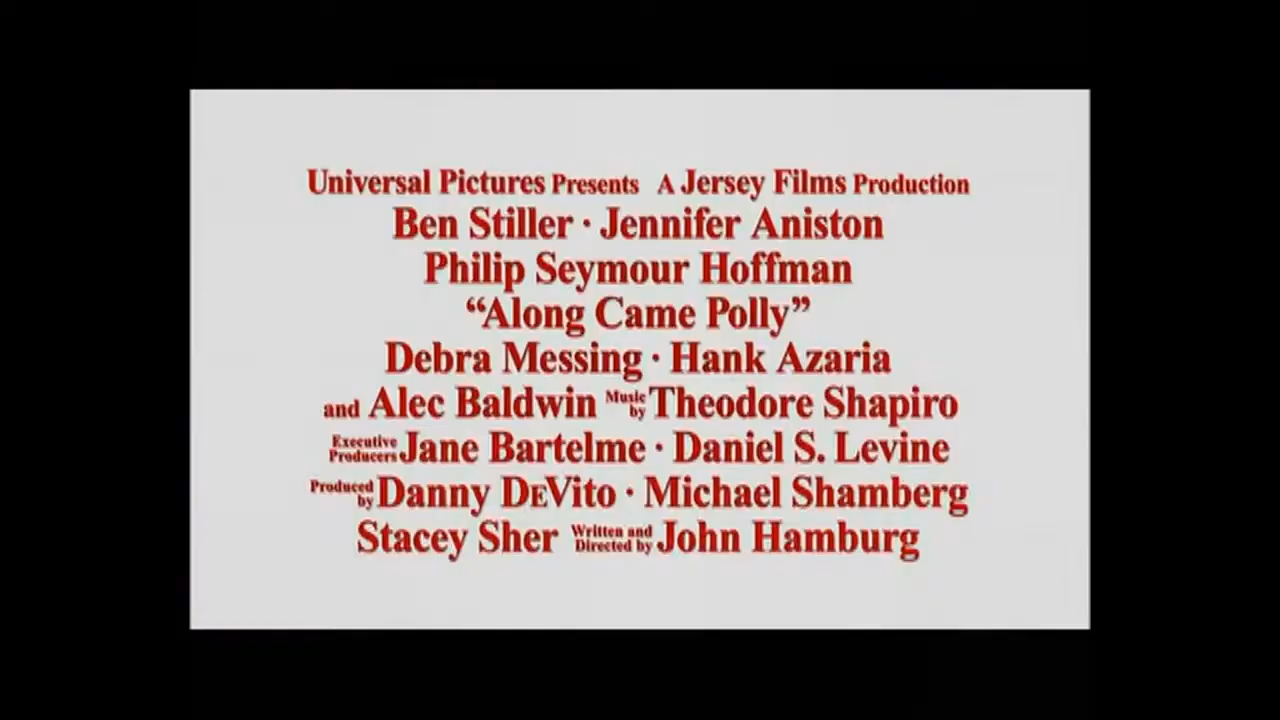 Universal Pictures Presents A Jersey Films Production
Ben Stiller · Jennifer Aniston
Philip Seymour Hoffman
“Along Came Polly”
Debra Messing · Hank Azaria
and Alec Baldwin Music by Theodore Shapiro
Executive Producers Jane Bartelme · Daniel S. Levine
Produced by Danny DeVito · Michael Shamberg
Stacey Sher Written and Directed by John Hamburg